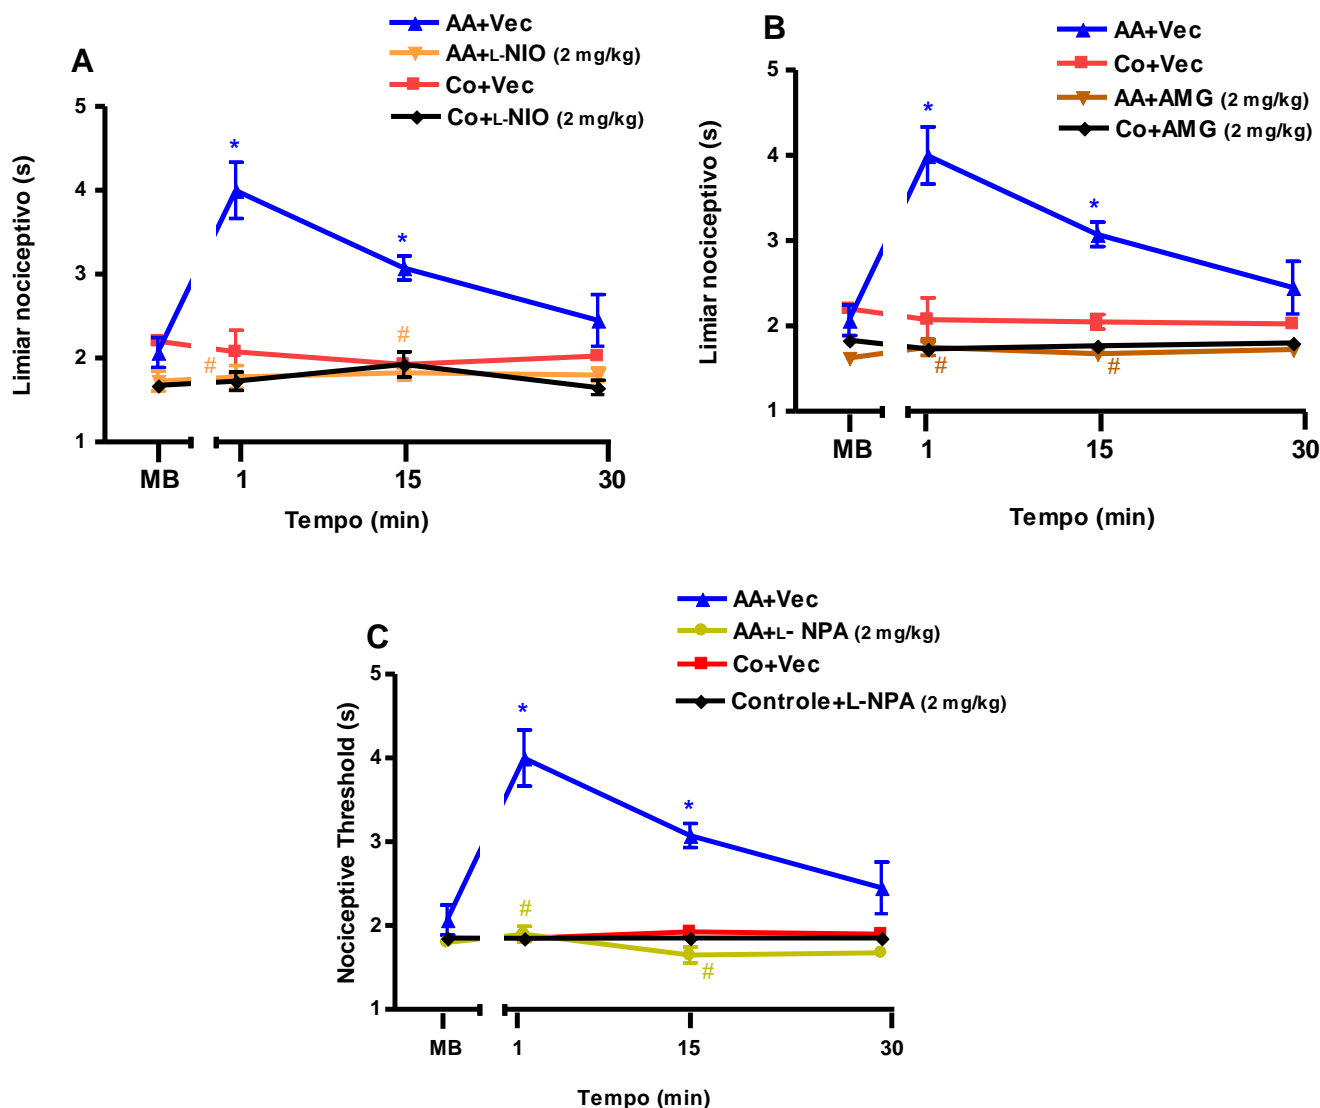 A
AA+Vec
AA+L-NIO (2 mg/kg)
Co+Vec
Co+L-NIO (2 mg/kg)
Limiar nociceptivo (s)
5
4
3
2
1
*
*
#
#
MB
1
15
30
Tempo (min)
B
AA+Vec
Co+Vec
AA+AMG (2 mg/kg)
Co+AMG (2 mg/kg)
Limiar nociceptivo (s)
5
4
3
2
1
*
*
#
#
MB
1
15
30
Tempo (min)
C
AA+Vec
AA+L- NPA (2 mg/kg)
Co+Vec
Controle+L-NPA (2 mg/kg)
Nociceptive Threshold (s)
5
4
3
2
1
*
*
#
#
MB
1
15
30
Tempo (min)